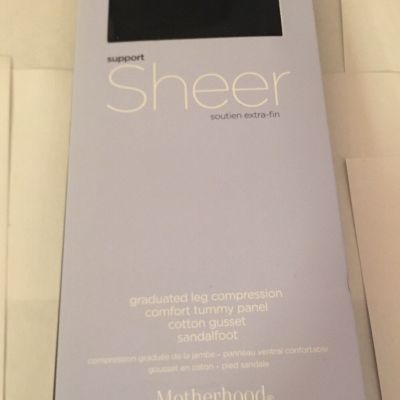 support
Sheer
soutien extra-fin
graduated leg compression
comfort tummy panel
cotton gusset
sandalfoot
compression graduée de la jambe - panneau ventral confortable
gousset en coton - pied sandale
Motherhood®